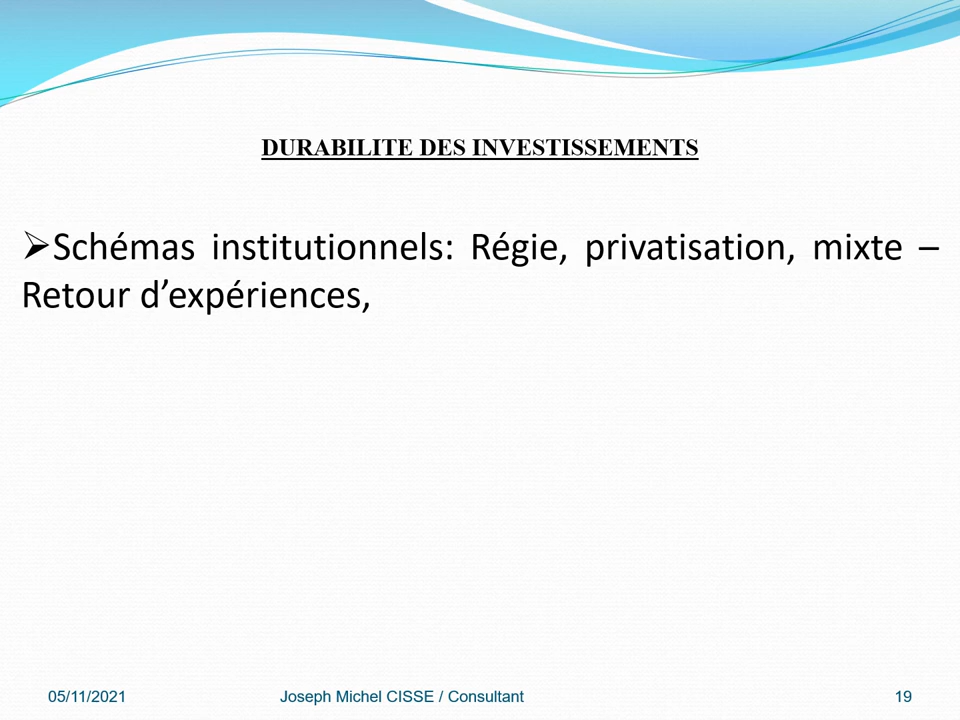 DURABILITE DES INVESTISSEMENTS
➢Schémas institutionnels: Régie, privatisation, mixte –
Retour d’expériences,
05/11/2021 Joseph Michel CISSE / Consultant 19